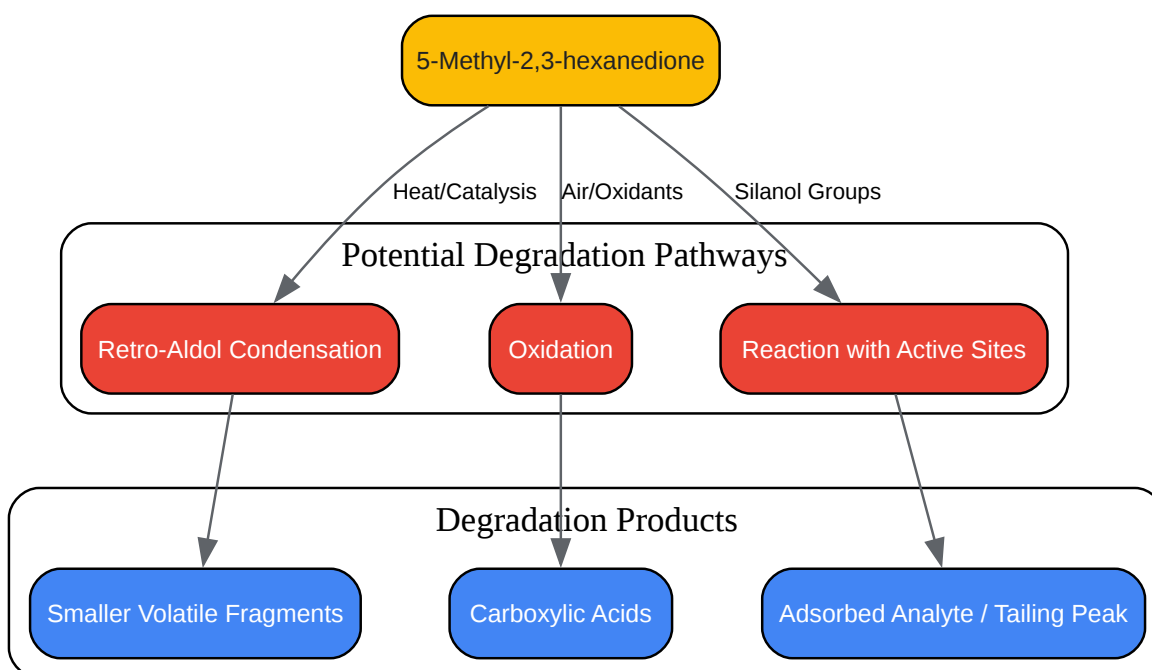 5-Methyl-2,3-hexanedione
Heat/Catalysis
Air/Oxidants
Silanol Groups
Potential Degradation Pathways
Retro-Aldol Condensation
Oxidation
Reaction with Active Sites
Degradation Products
Smaller Volatile Fragments
Carboxylic Acids
Adsorbed Analyte / Tailing Peak